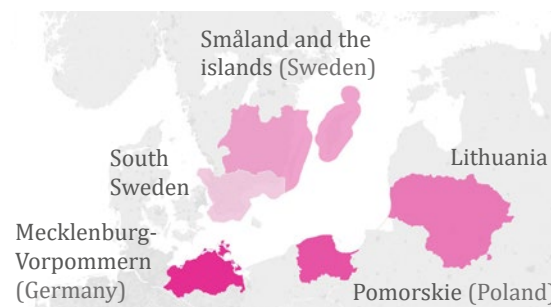 Småland and the
islands (Sweden)
South
Sweden
Lithuania
Mecklenburg-
Vorpommern
(Germany)
Pomorskie (Poland)